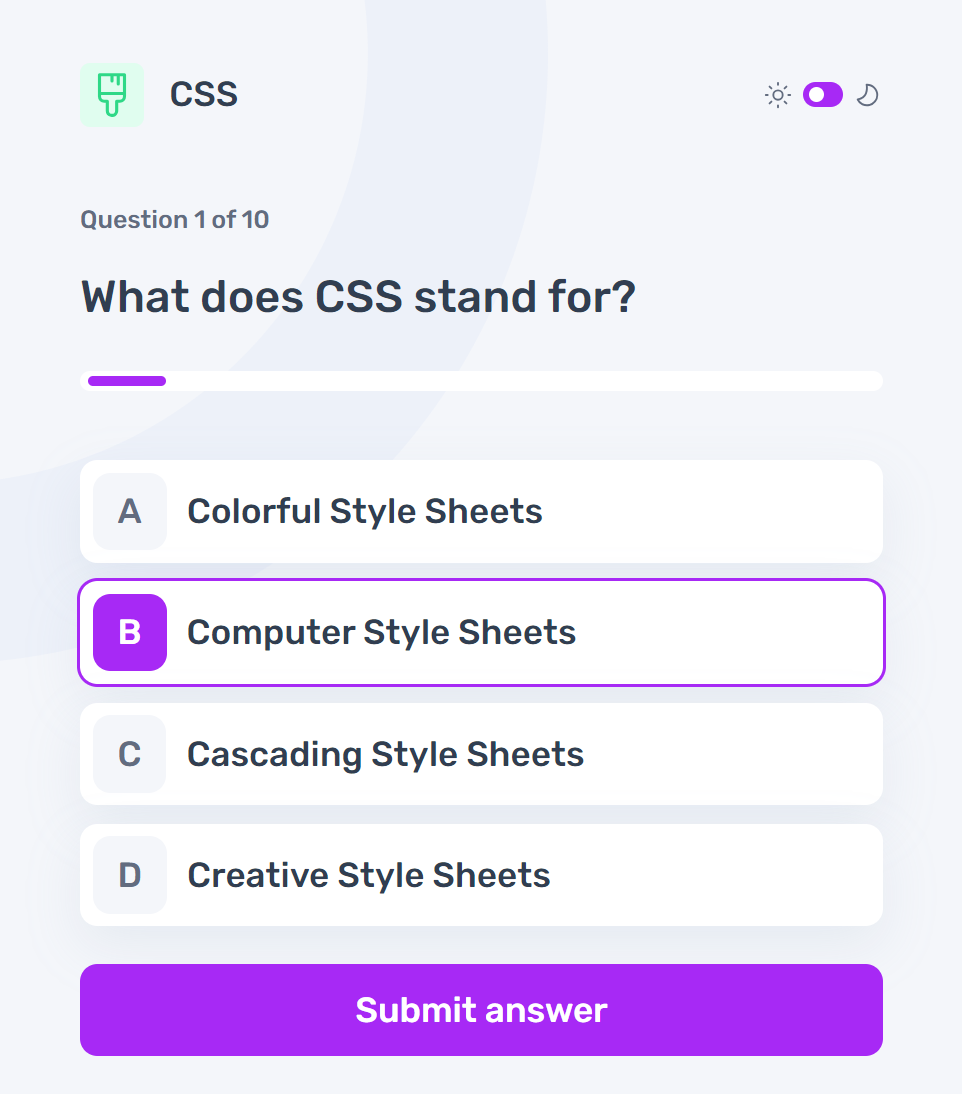 CSS
Question 1 of 10
What does CSS stand for?
A Colorful Style Sheets
B Computer Style Sheets
C Cascading Style Sheets
D Creative Style Sheets
Submit answer